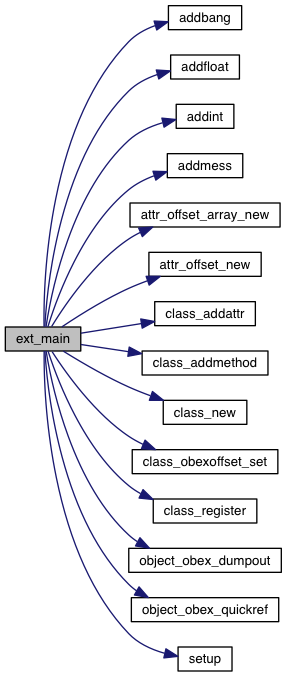 addbang
addfloat
addint
addmess
attr_offset_array_new
attr_offset_new
class_addattr
ext_main
class_addmethod
class_new
class_obexoffset_set
class_register
object_obex_dumpout
object_obex_quickref
setup